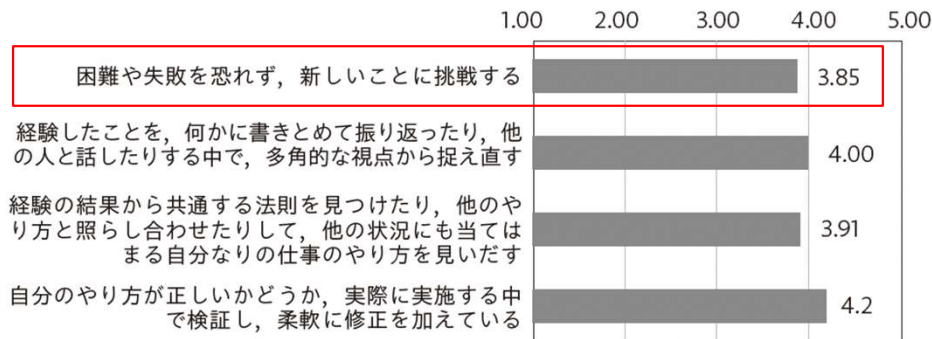 1.00 2.00 3.00 4.00 5.00
困難や失敗を恐れず，新しいことに挑戦する 3.85
経験したことを，何かに書きとめて振り返ったり，他
の人と話したりする中で，多角的な視点から捉え直す 4.00
経験の結果から共通する法則を見つけたり，他のや
り方と照らし合わせたりして，他の状況にも当ては
まる自分なりの仕事のやり方を見いだす 3.91
自分のやり方が正しいかどうか，実際に実施する中
で検証し，柔軟に修正を加えている 4.2